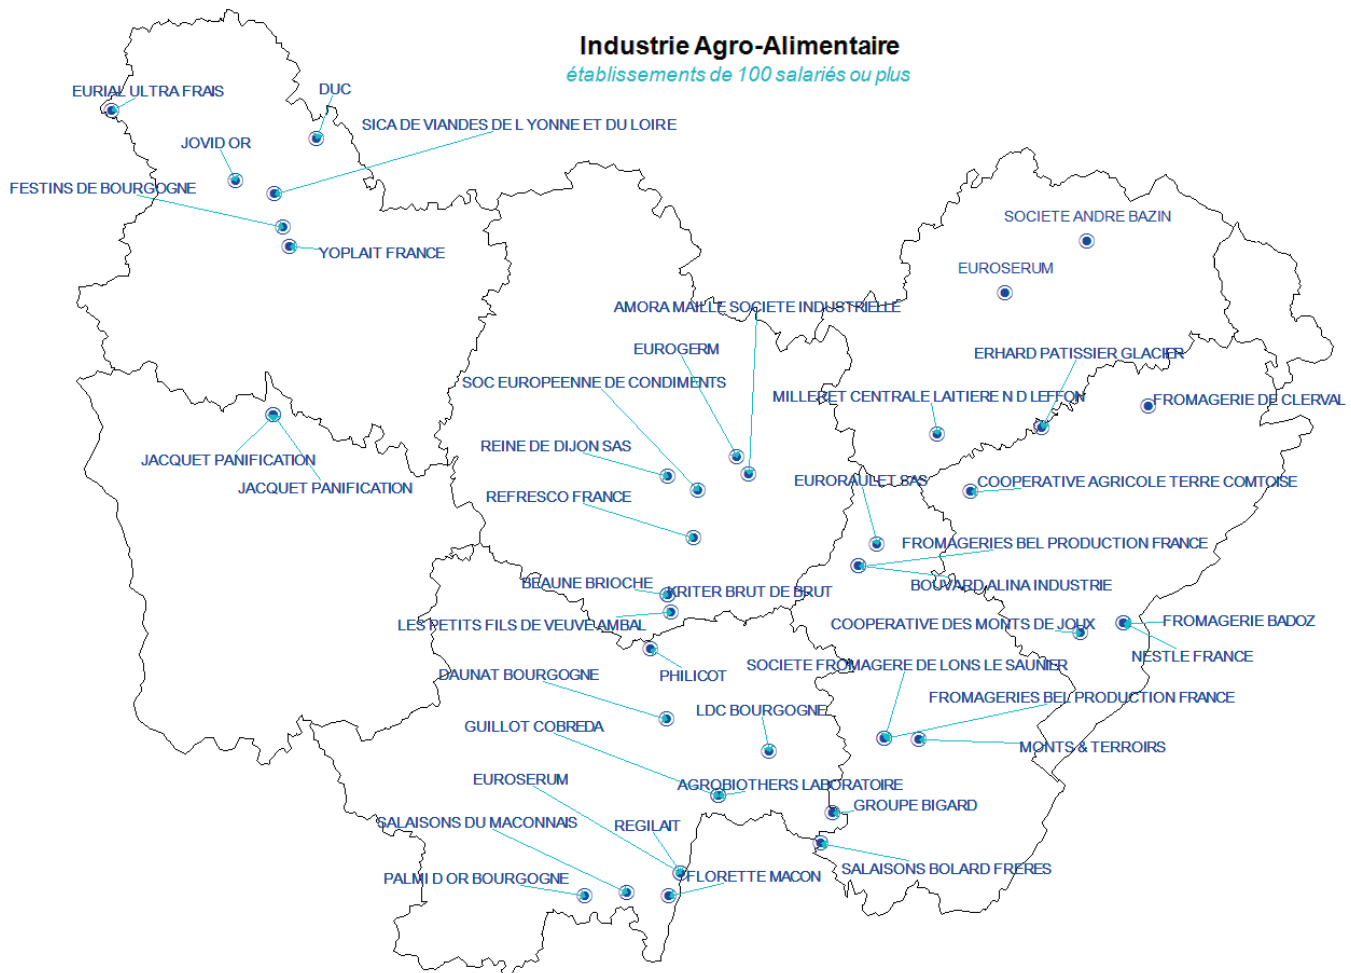 Industrie Agro-Alimentaire
établissements de 100 salariés ou plus
EURIAL ULTRA FRAIS
DUC
SICA DE VIANDES DE L YONNE ET DU LOIRE
JOVID OR
FESTINS DE BOURGOGNE
YOPLAIT FRANCE
SOCIETE ANDRE BAZIN
EUROSERUM
AMORA MAILLE SOCIETE INDUSTRIELLE
EUROGERM
ERHARD PATISSIER GLACIER
SOC EUROPEENNE DE CONDIMENTS
MILLERET CENTRALE LAITIERE N D LEFFON
FROMAGERIE DE CLERVAL
REINE DE DIJON SAS
JACQUET PANIFICATION
JACQUET PANIFICATION
EURORAULET SAS
COOPERATIVE AGRICOLE TERRE COMTOISE
REFRESCO FRANCE
FROMAGERIES BEL PRODUCTION FRANCE
BEAUNE BRIOCHE
KRITER BRUT DE BRUT
BOUVARD ALINA INDUSTRIE
LES PETITS FILS DE VEUVE AMBAL
COOPERATIVE DES MONTS DE JOUX
FROMAGERIE BADOZ
NESTLE FRANCE
SOCIETE FROMAGERE DE LONS LE SAUNIER
DAUNAT BOURGOGNE
PHILICOT
FROMAGERIES BEL PRODUCTION FRANCE
LDC BOURGOGNE
GUILLOT COBREDA
MONTS & TERROIRS
EUROSERUM
AGROBIOTHERS LABORATOIRE
GROUPE BIGARD
SALAISONS DU MACONNAIS
REGILAIT
SALAISONS BOLARD FRERES
PALMI D OR BOURGOGNE
FLORETTE MACON